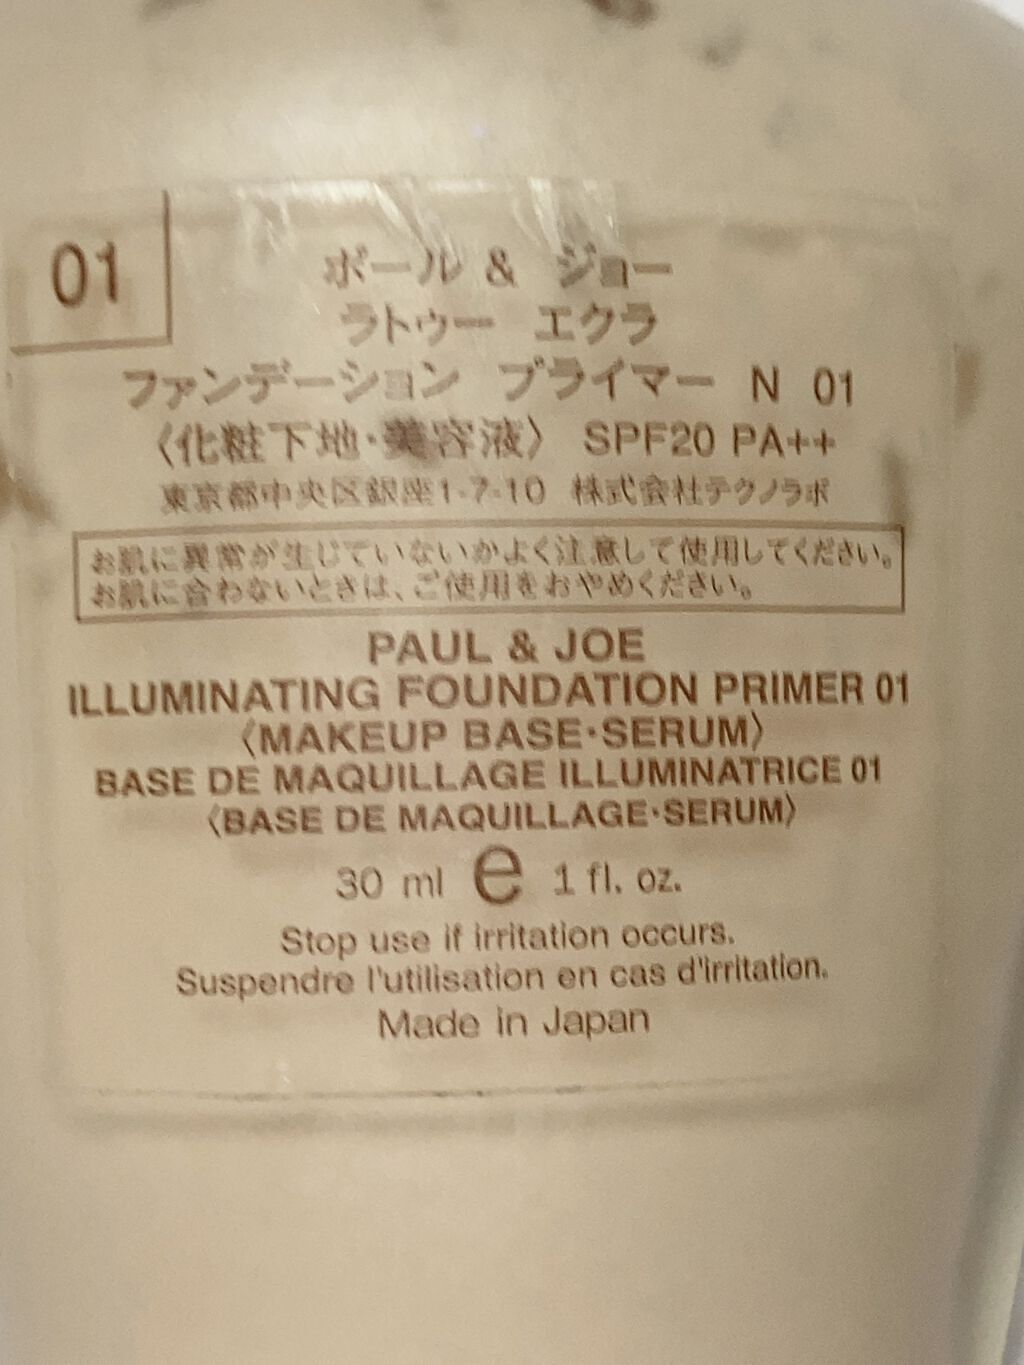 01
ポール & ジョー
ラトゥー エクラ
ファンデーション プライマー N 01
〈化粧下地・美容液〉 SPF20 PA++
東京都中央区銀座1-7-10 株式会社テクノラボ
お肌に異常が生じていないかよく注意して使用してください。
お肌に合わないときは、ご使用をおやめください。
PAUL & JOE
ILLUMINATING FOUNDATION PRIMER 01
〈MAKEUP BASE・SERUM〉
BASE DE MAQUILLAGE ILLUMINATRICE 01
〈BASE DE MAQUILLAGE・SERUM〉
30 ml e 1 fl. oz.
Stop use if irritation occurs.
Suspendre l'utilisation en cas d'irritation.
Made in Japan